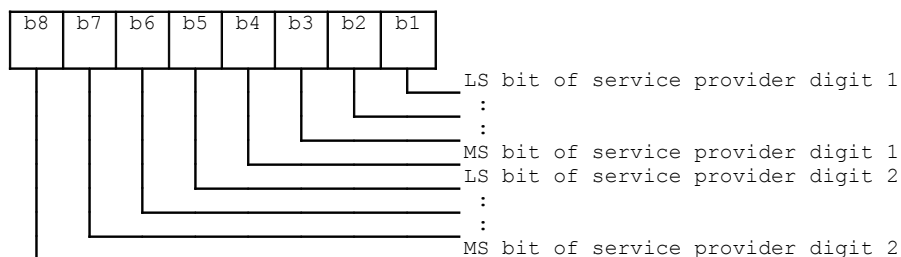 b8 b7 b6 b5 b4 b3 b2 b1
LS bit of service provider digit 1
:
:
MS bit of service provider digit 1
LS bit of service provider digit 2
:
:
MS bit of service provider digit 2